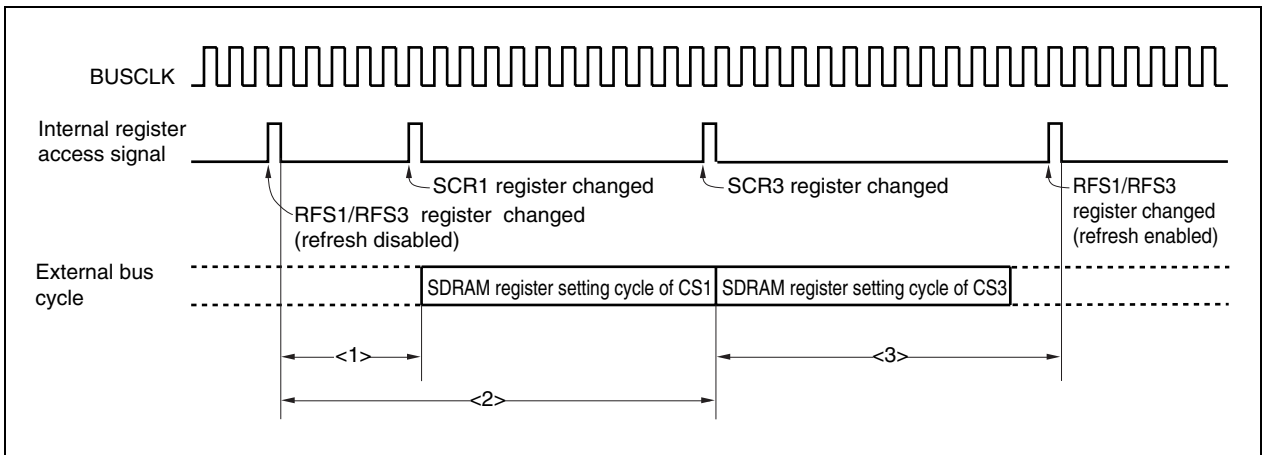 BUSCLK
Internal register
access signal
SCR1 register changed
SCR3 register changed
RFS1/RFS3
register changed
(refresh enabled)
RFS1/RFS3 register changed
(refresh disabled)
External bus
cycle
SDRAM register setting cycle of CS1
SDRAM register setting cycle of CS3
<1>
<3>
<2>